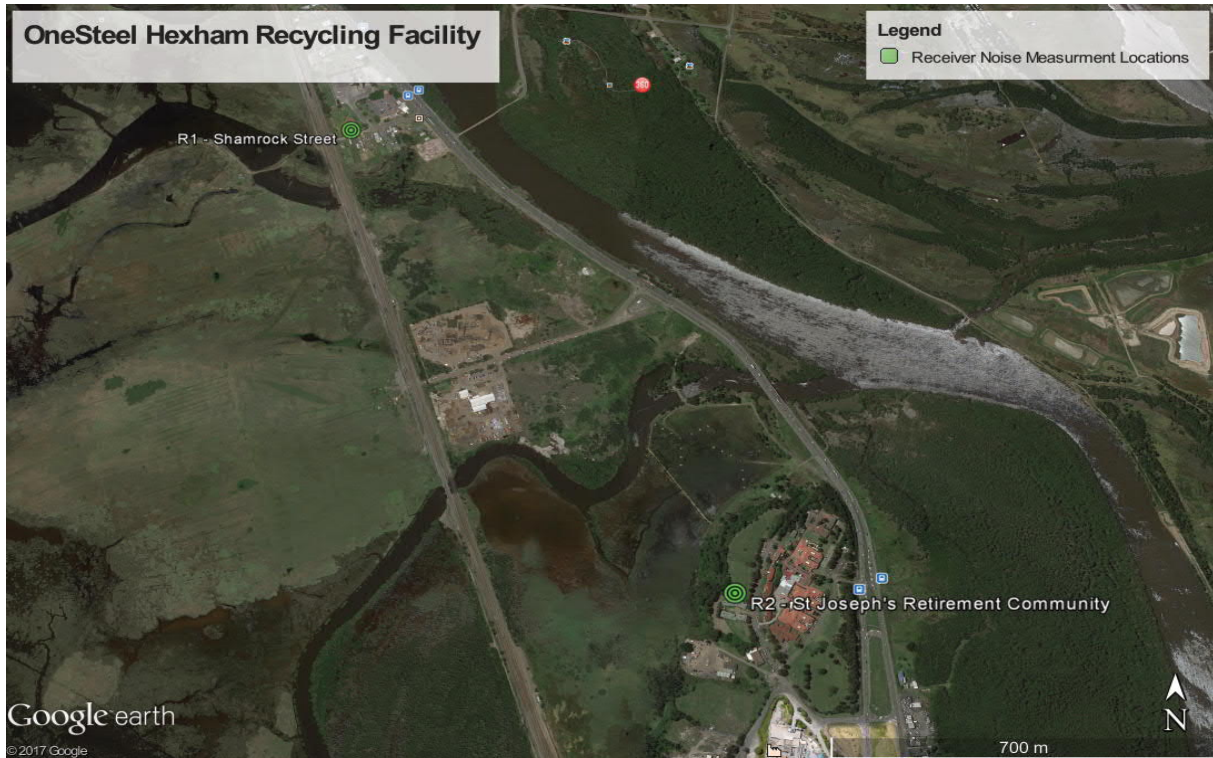 OneSteel Hexham Recycling Facility
Legend
Receiver Noise Measurment Locations
360
R1 - Shamrock Street
R2 - St Joseph's Retirement Community
Google earth
N
© 2017 Google
700 m